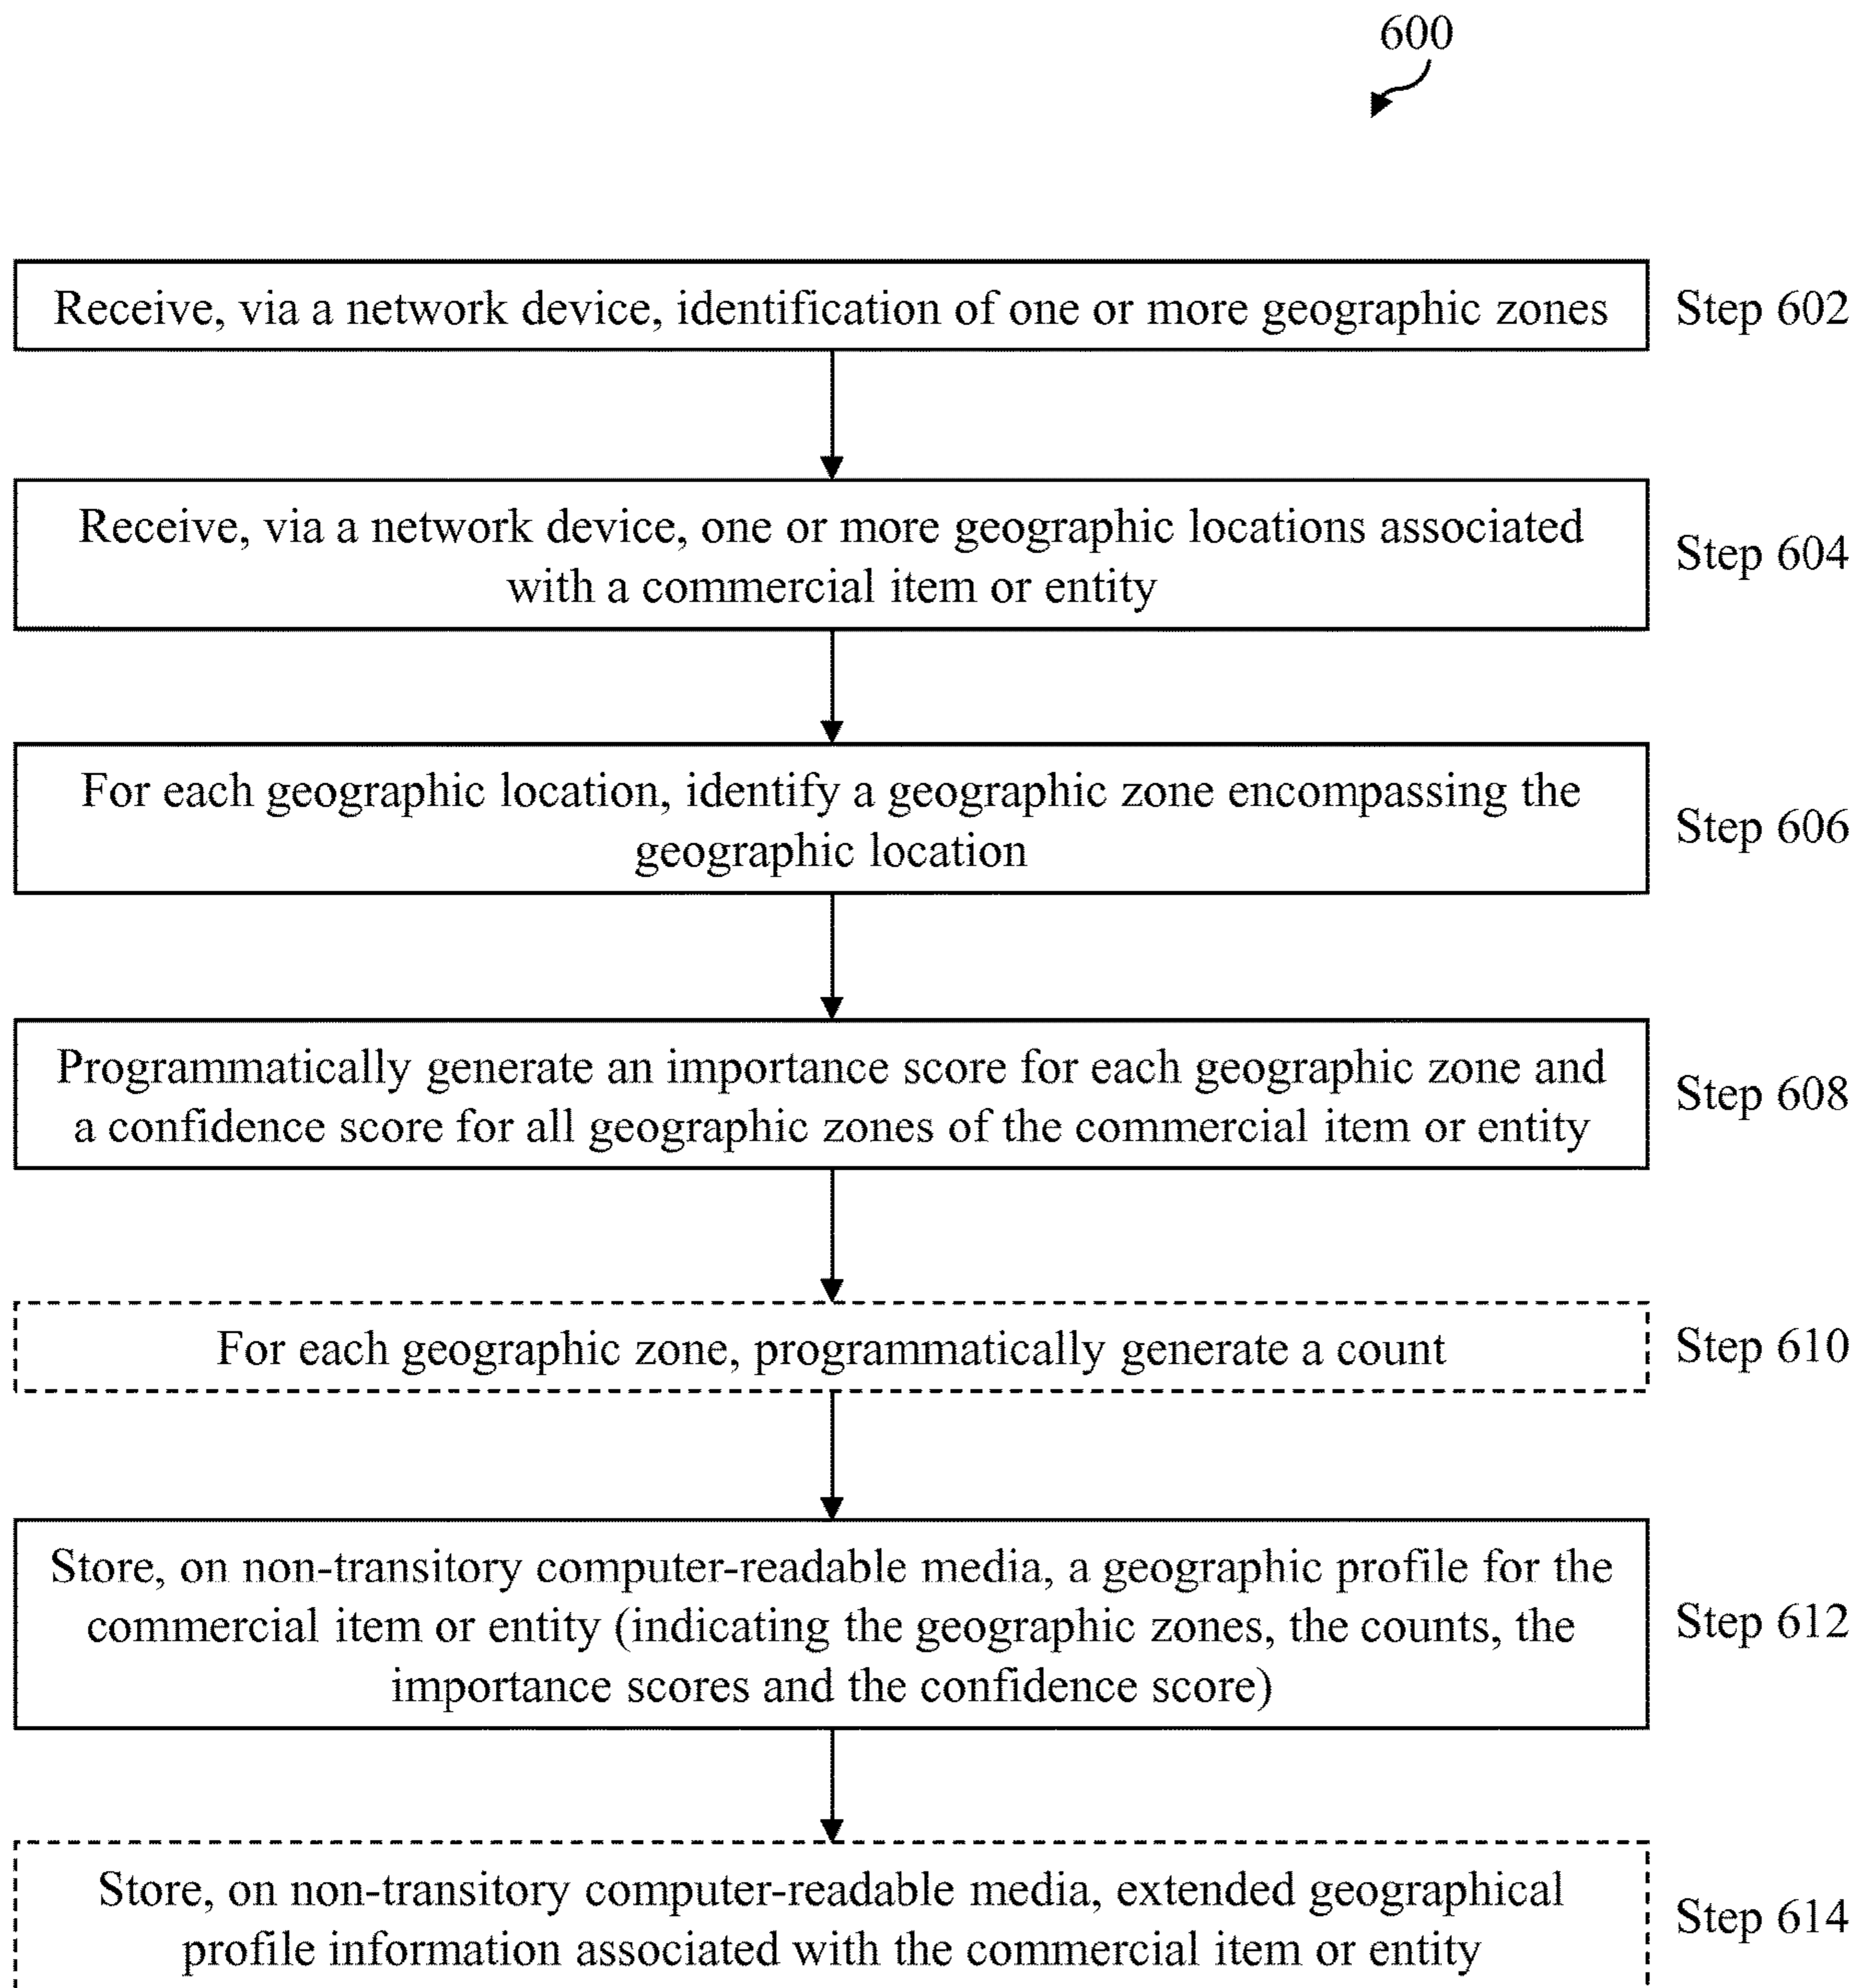 600
Receive, via a network device, identification of one or more geographic zones
Step 602
Receive, via a network device, one or more geographic locations associated
with a commercial item or entity
Step 604
For each geographic location, identify a geographic zone encompassing the
geographic location
Step 606
Programmatically generate an importance score for each geographic zone and
a confidence score for all geographic zones of the commercial item or entity
Step 608
For each geographic zone, programmatically generate a count
Step 610
Store, on non-transitory computer-readable media, a geographic profile for the
commercial item or entity (indicating the geographic zones, the counts, the
importance scores and the confidence score)
Step 612
Store, on non-transitory computer-readable media, extended geographical
profile information associated with the commercial item or entity
Step 614